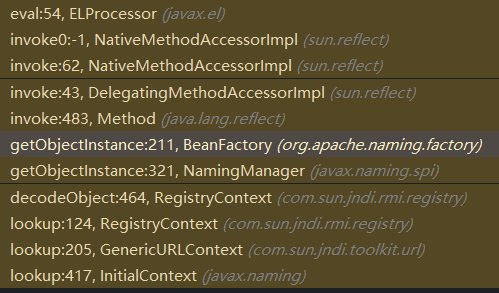 eval:54, ELProcessor (javax.el)
invoke0:-1, NativeMethodAccessorImpl (sun.reflect)
invoke:62, NativeMethodAccessorImpl (sun.reflect)
invoke:43, DelegatingMethodAccessorImpl (sun.reflect)
invoke:483, Method (java.lang.reflect)
getObjectInstance:211, BeanFactory (org.apache.naming.factory)
getObjectInstance:321, NamingManager (javax.naming.spi)
decodeObject:464, RegistryContext (com.sun.jndi.rmi.registry)
lookup:124, RegistryContext (com.sun.jndi.rmi.registry)
lookup:205, GenericURLContext (com.sun.jndi.toolkit.url)
lookup:417, InitialContext (javax.naming)